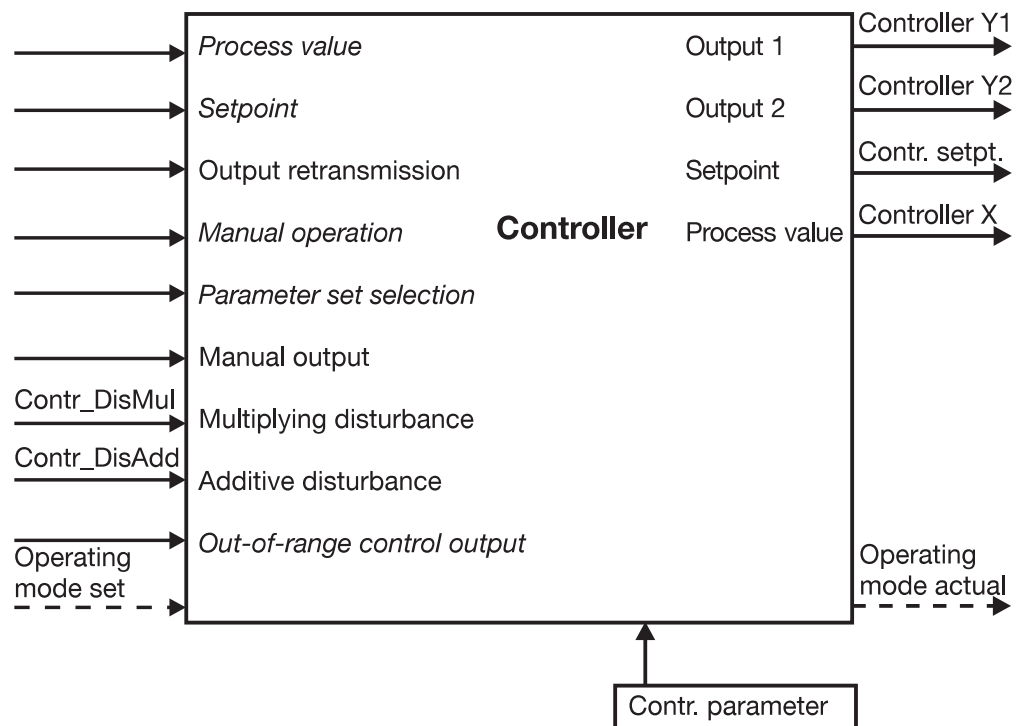 Process value
Setpoint
Output retransmission
Manual operation
Parameter set selection
Manual output
Contr_DisMul
Multiplying disturbance
Contr_DisAdd
Additive disturbance
Out-of-range control output
Operating
mode set
Controller
Output 1
Output 2
Setpoint
Process value
Controller Y1
Controller Y2
Contr. setpt.
Controller X
Operating
mode actual
Contr. parameter